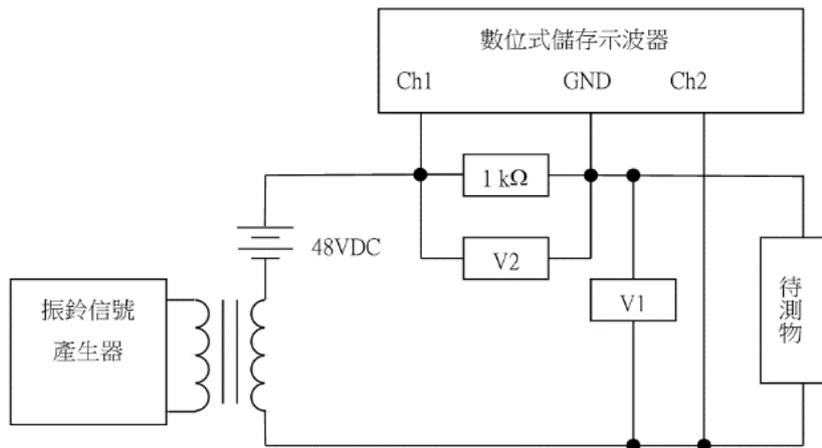 數位式儲存示波器
Ch1 GND Ch2
1 kΩ
48VDC
V2
V1
待測物
振鈴信號
產生器